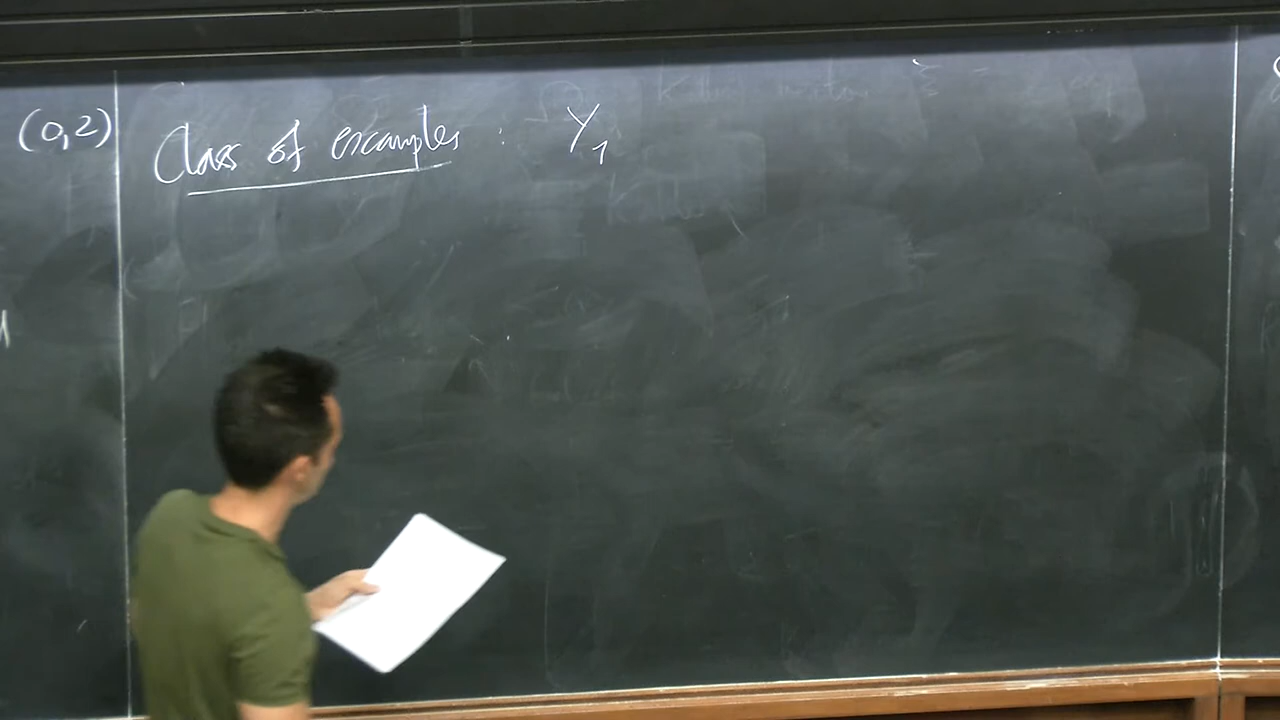 (0,2)
Class of examples : Y₁